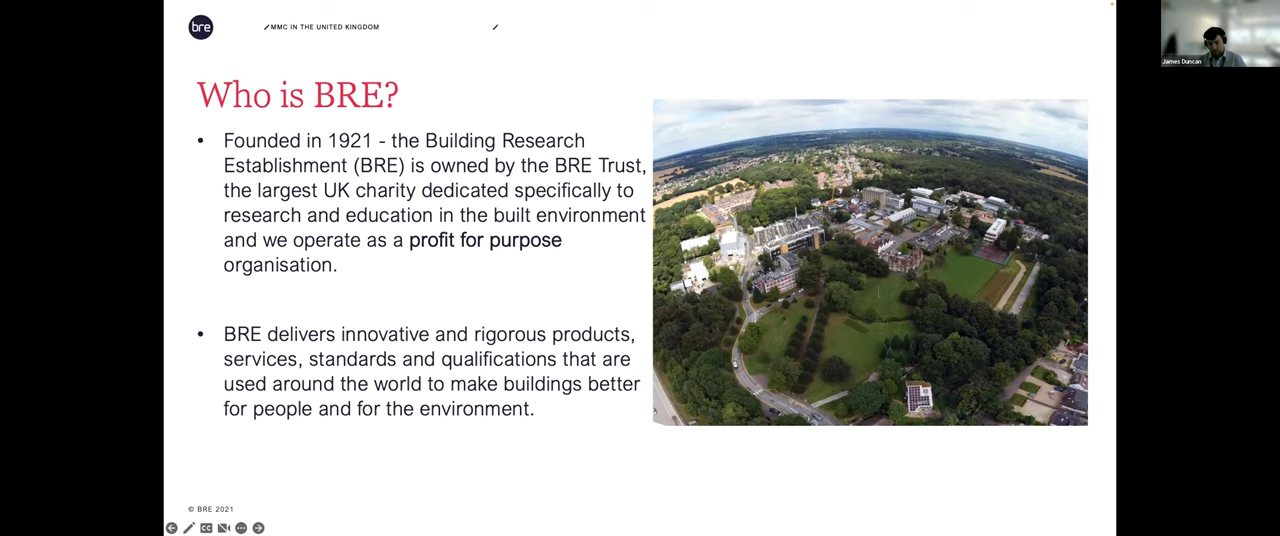 bre
MMC IN THE UNITED KINGDOM
James Duncan
Who is BRE?
• Founded in 1921 - the Building Research
Establishment (BRE) is owned by the BRE Trust,
the largest UK charity dedicated specifically to
research and education in the built environment
and we operate as a profit for purpose
organisation.
• BRE delivers innovative and rigorous products,
services, standards and qualifications that are
used around the world to make buildings better
for people and for the environment.
© BRE 2021
CC